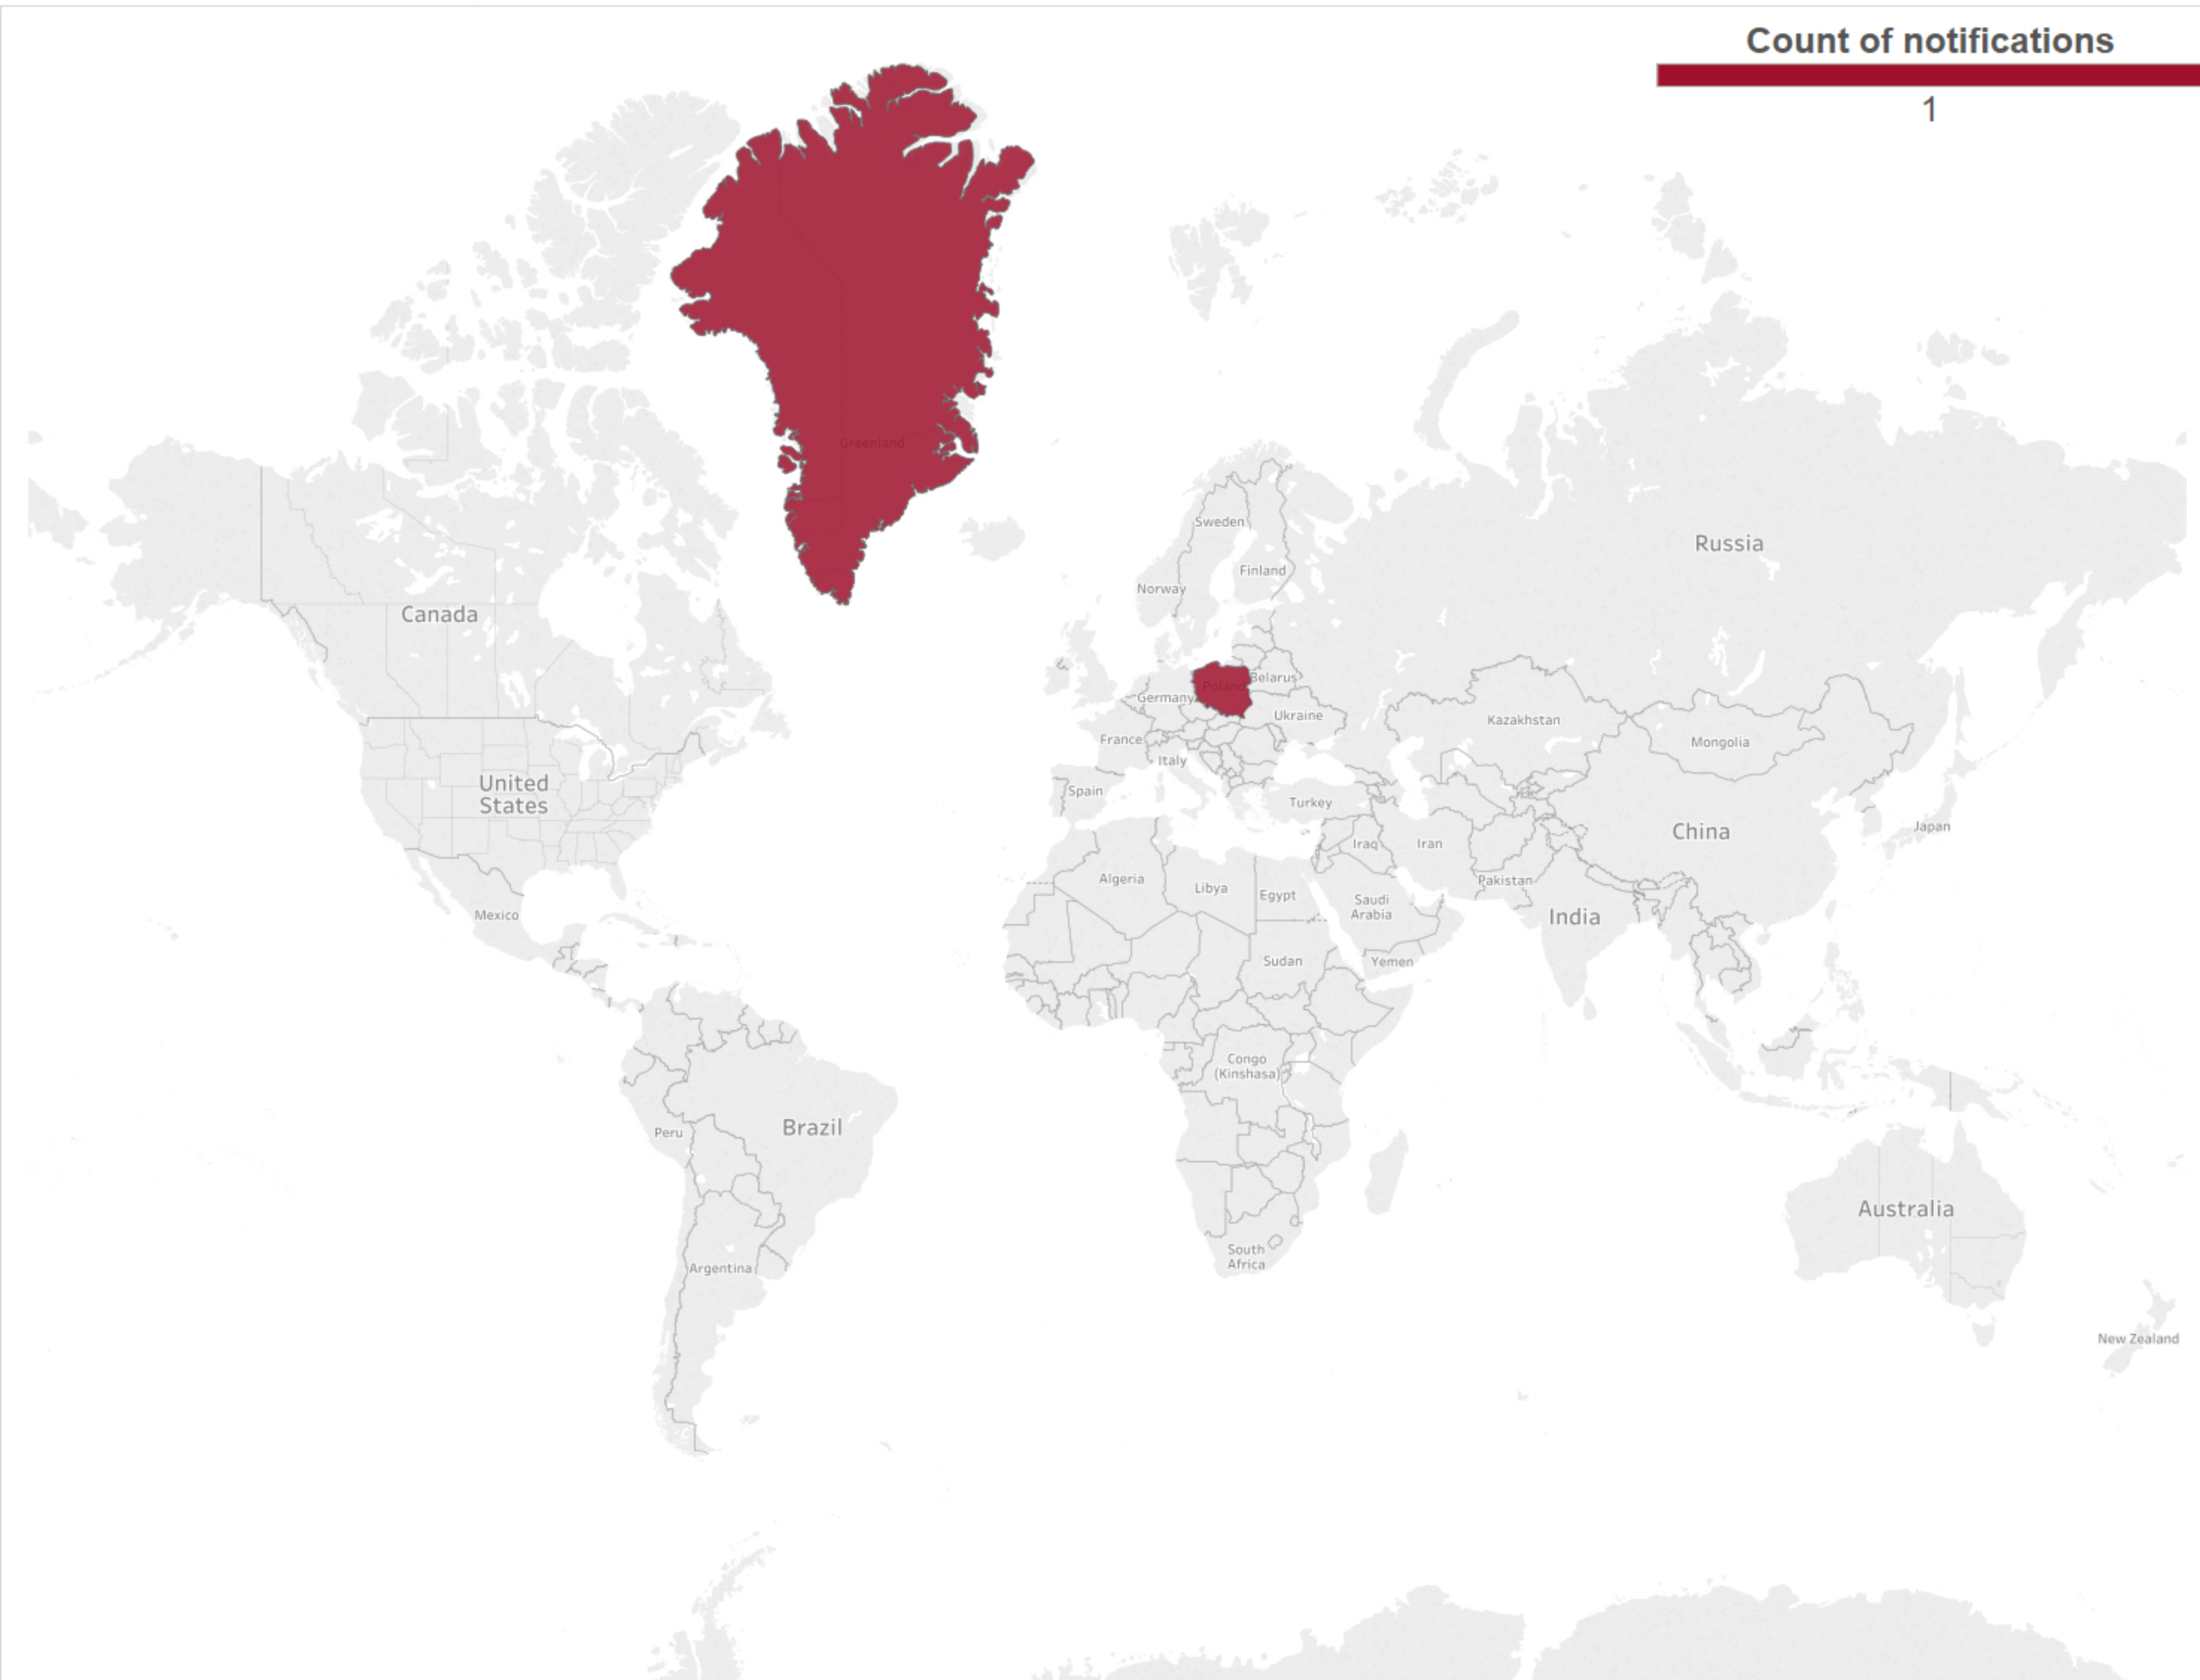 Count of notifications
1
Greenland
Sweden
Russia
Finland
Norway
Canada
Poland
Belarus
Germany
Ukraine
Kazakhstan
France
Mongolia
Italy
United
States
Spain
Turkey
Japan
China
Iraq
Iran
Algeria
Pakistan
Libya
Egypt
Saudi
Arabia
Mexico
India
Sudan
Yemen
Congo
(Kinshasa)
Brazil
Peru
Australia
South
Africa
Argentina
New Zealand